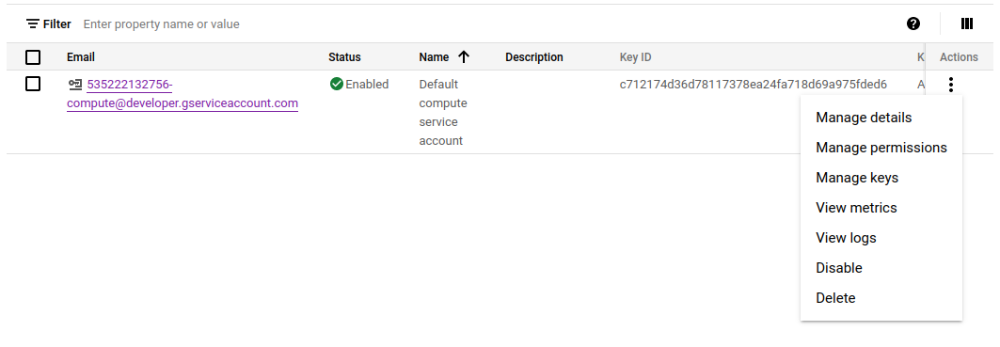 Filter Enter property name or value
Email Status Name Description Key ID K Actions
535222132756- Enabled Default c712174d36d78117378ea24fa718d69a975fded6 A
compute@developer.gserviceaccount.com compute
service
account
Manage details
Manage permissions
Manage keys
View metrics
View logs
Disable
Delete